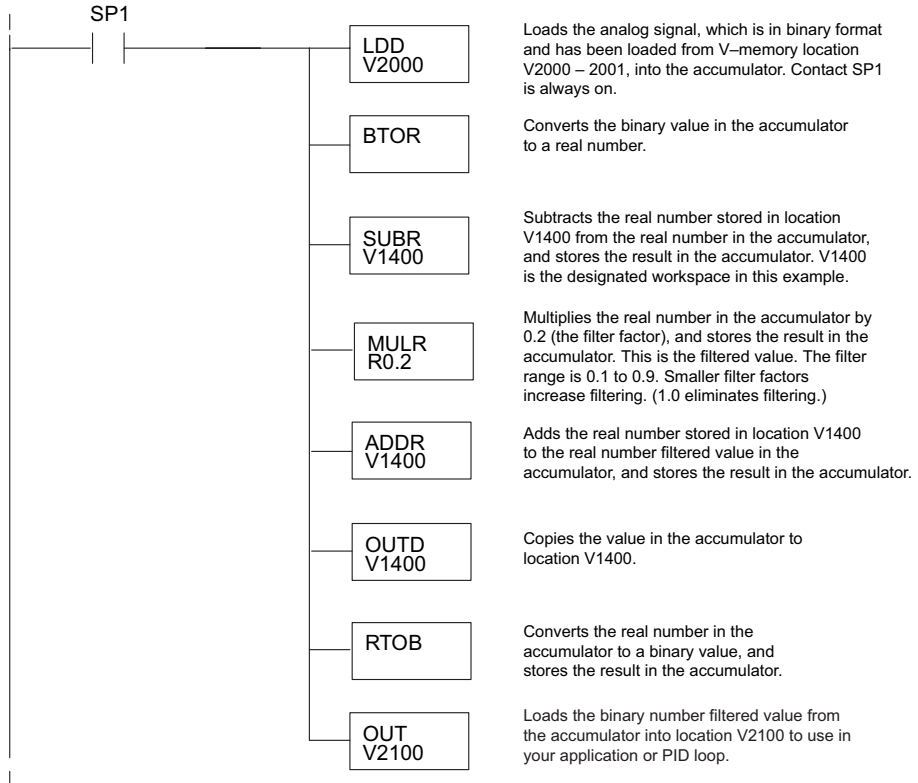 SP1
LDD
V2000
Loads the analog signal, which is in binary format
and has been loaded from V–memory location
V2000 – 2001, into the accumulator. Contact SP1
is always on.
BTOR
Converts the binary value in the accumulator
to a real number.
SUBR
V1400
Subtracts the real number stored in location
V1400 from the real number in the accumulator,
and stores the result in the accumulator. V1400
is the designated workspace in this example.
MULR
R0.2
Multiplies the real number in the accumulator by
0.2 (the filter factor), and stores the result in the
accumulator. This is the filtered value. The filter
range is 0.1 to 0.9. Smaller filter factors
increase filtering. (1.0 eliminates filtering.)
ADDR
V1400
Adds the real number stored in location V1400
to the real number filtered value in the
accumulator, and stores the result in the accumulator.
OUTD
V1400
Copies the value in the accumulator to
location V1400.
RTOB
Converts the real number in the
accumulator to a binary value, and
stores the result in the accumulator.
OUT
V2100
Loads the binary number filtered value from
the accumulator into location V2100 to use in
your application or PID loop.